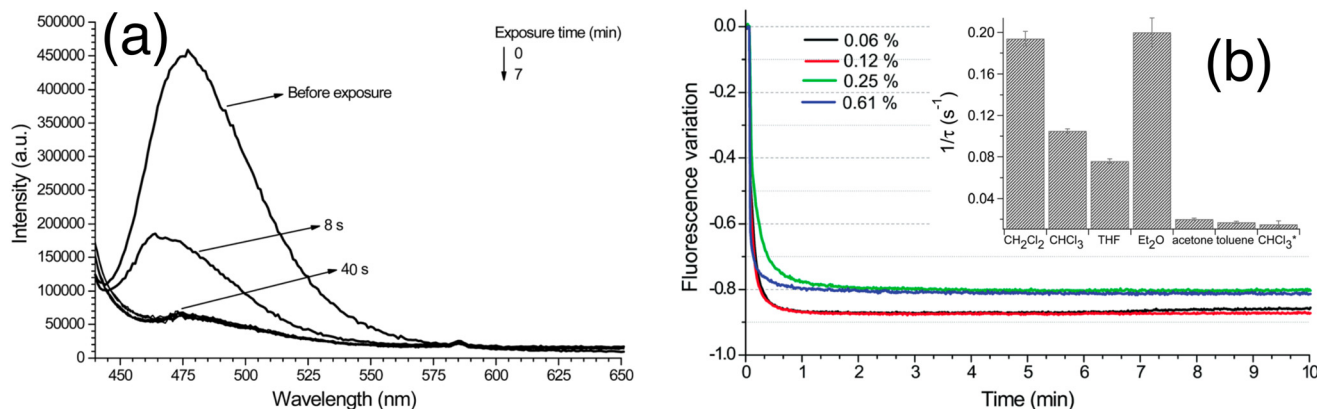 (a)
Exposure time (min)
0
7
Before exposure
8 s
40 s
500000
450000
400000
350000
300000
250000
200000
150000
100000
50000
0
Intensity (a.u.)
450 475 500 525 550 575 600 625 650
Wavelength (nm)
(b)
0.06 %
0.12 %
0.25 %
0.61 %
0.0
-0.2
-0.4
-0.6
-0.8
-1.0
Fluorescence variation
0 1 2 3 4 5 6 7 8 9 10
Time (min)
0.20
0.16
0.12
0.08
0.04
1/τ (s⁻¹)
CH₂Cl₂ CHCl₃ THF Et₂O acetone toluene CHCl₃*